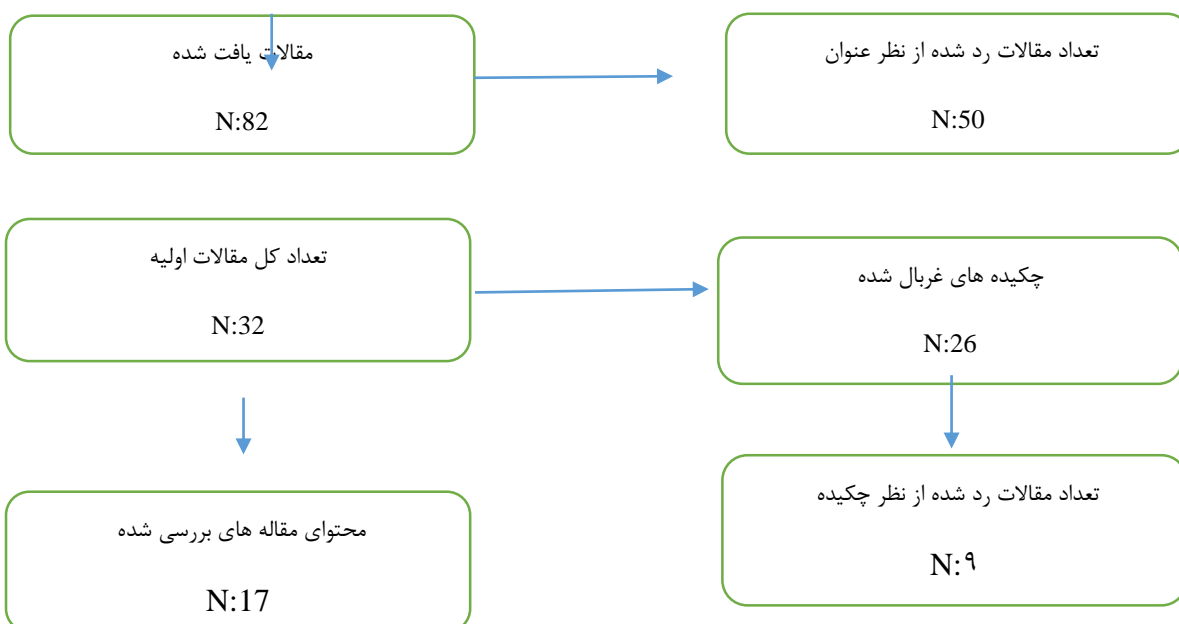 مقالات یافت شده
N:82
تعداد مقالات رد شده از نظر عنوان
N:50
تعداد کل مقالات اولیه
N:32
چکیده های غربال شده
N:26
محتوای مقاله های بررسی شده
N:17
تعداد مقالات رد شده از نظر چکیده
N:۹